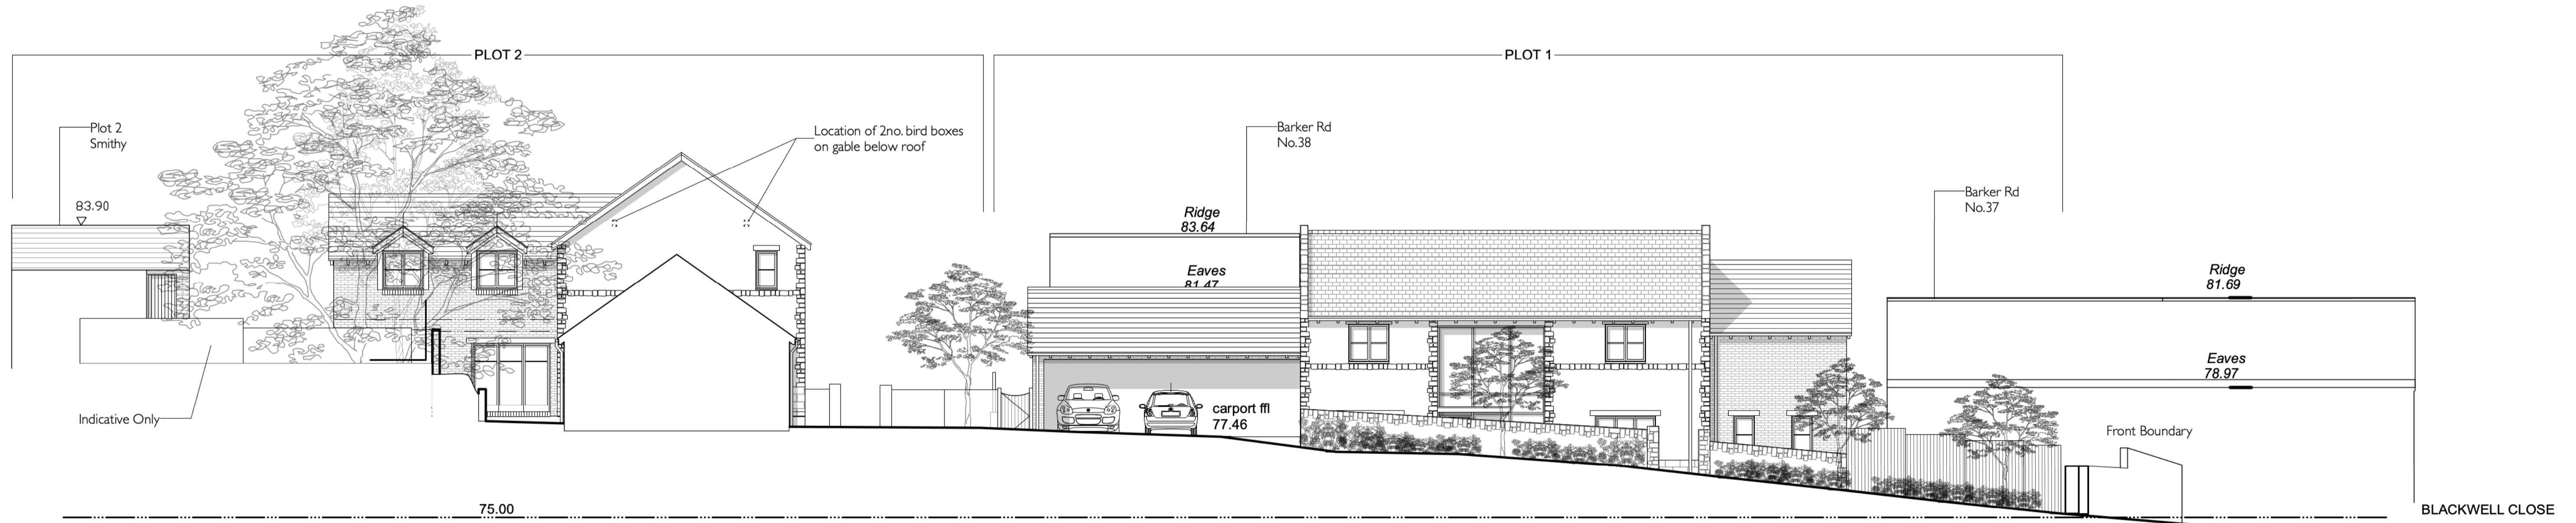 PLOT 2
PLOT 1
Plot 2
Smithy
Location of 2no. bird boxes
on gable below roof
Barker Rd
No.38
Barker Rd
No.37
83.90
Ridge
83.64
Eaves
81.47
Ridge
81.69
Eaves
78.97
carport ffl
77.46
Indicative Only
Front Boundary
75.00
BLACKWELL CLOSE